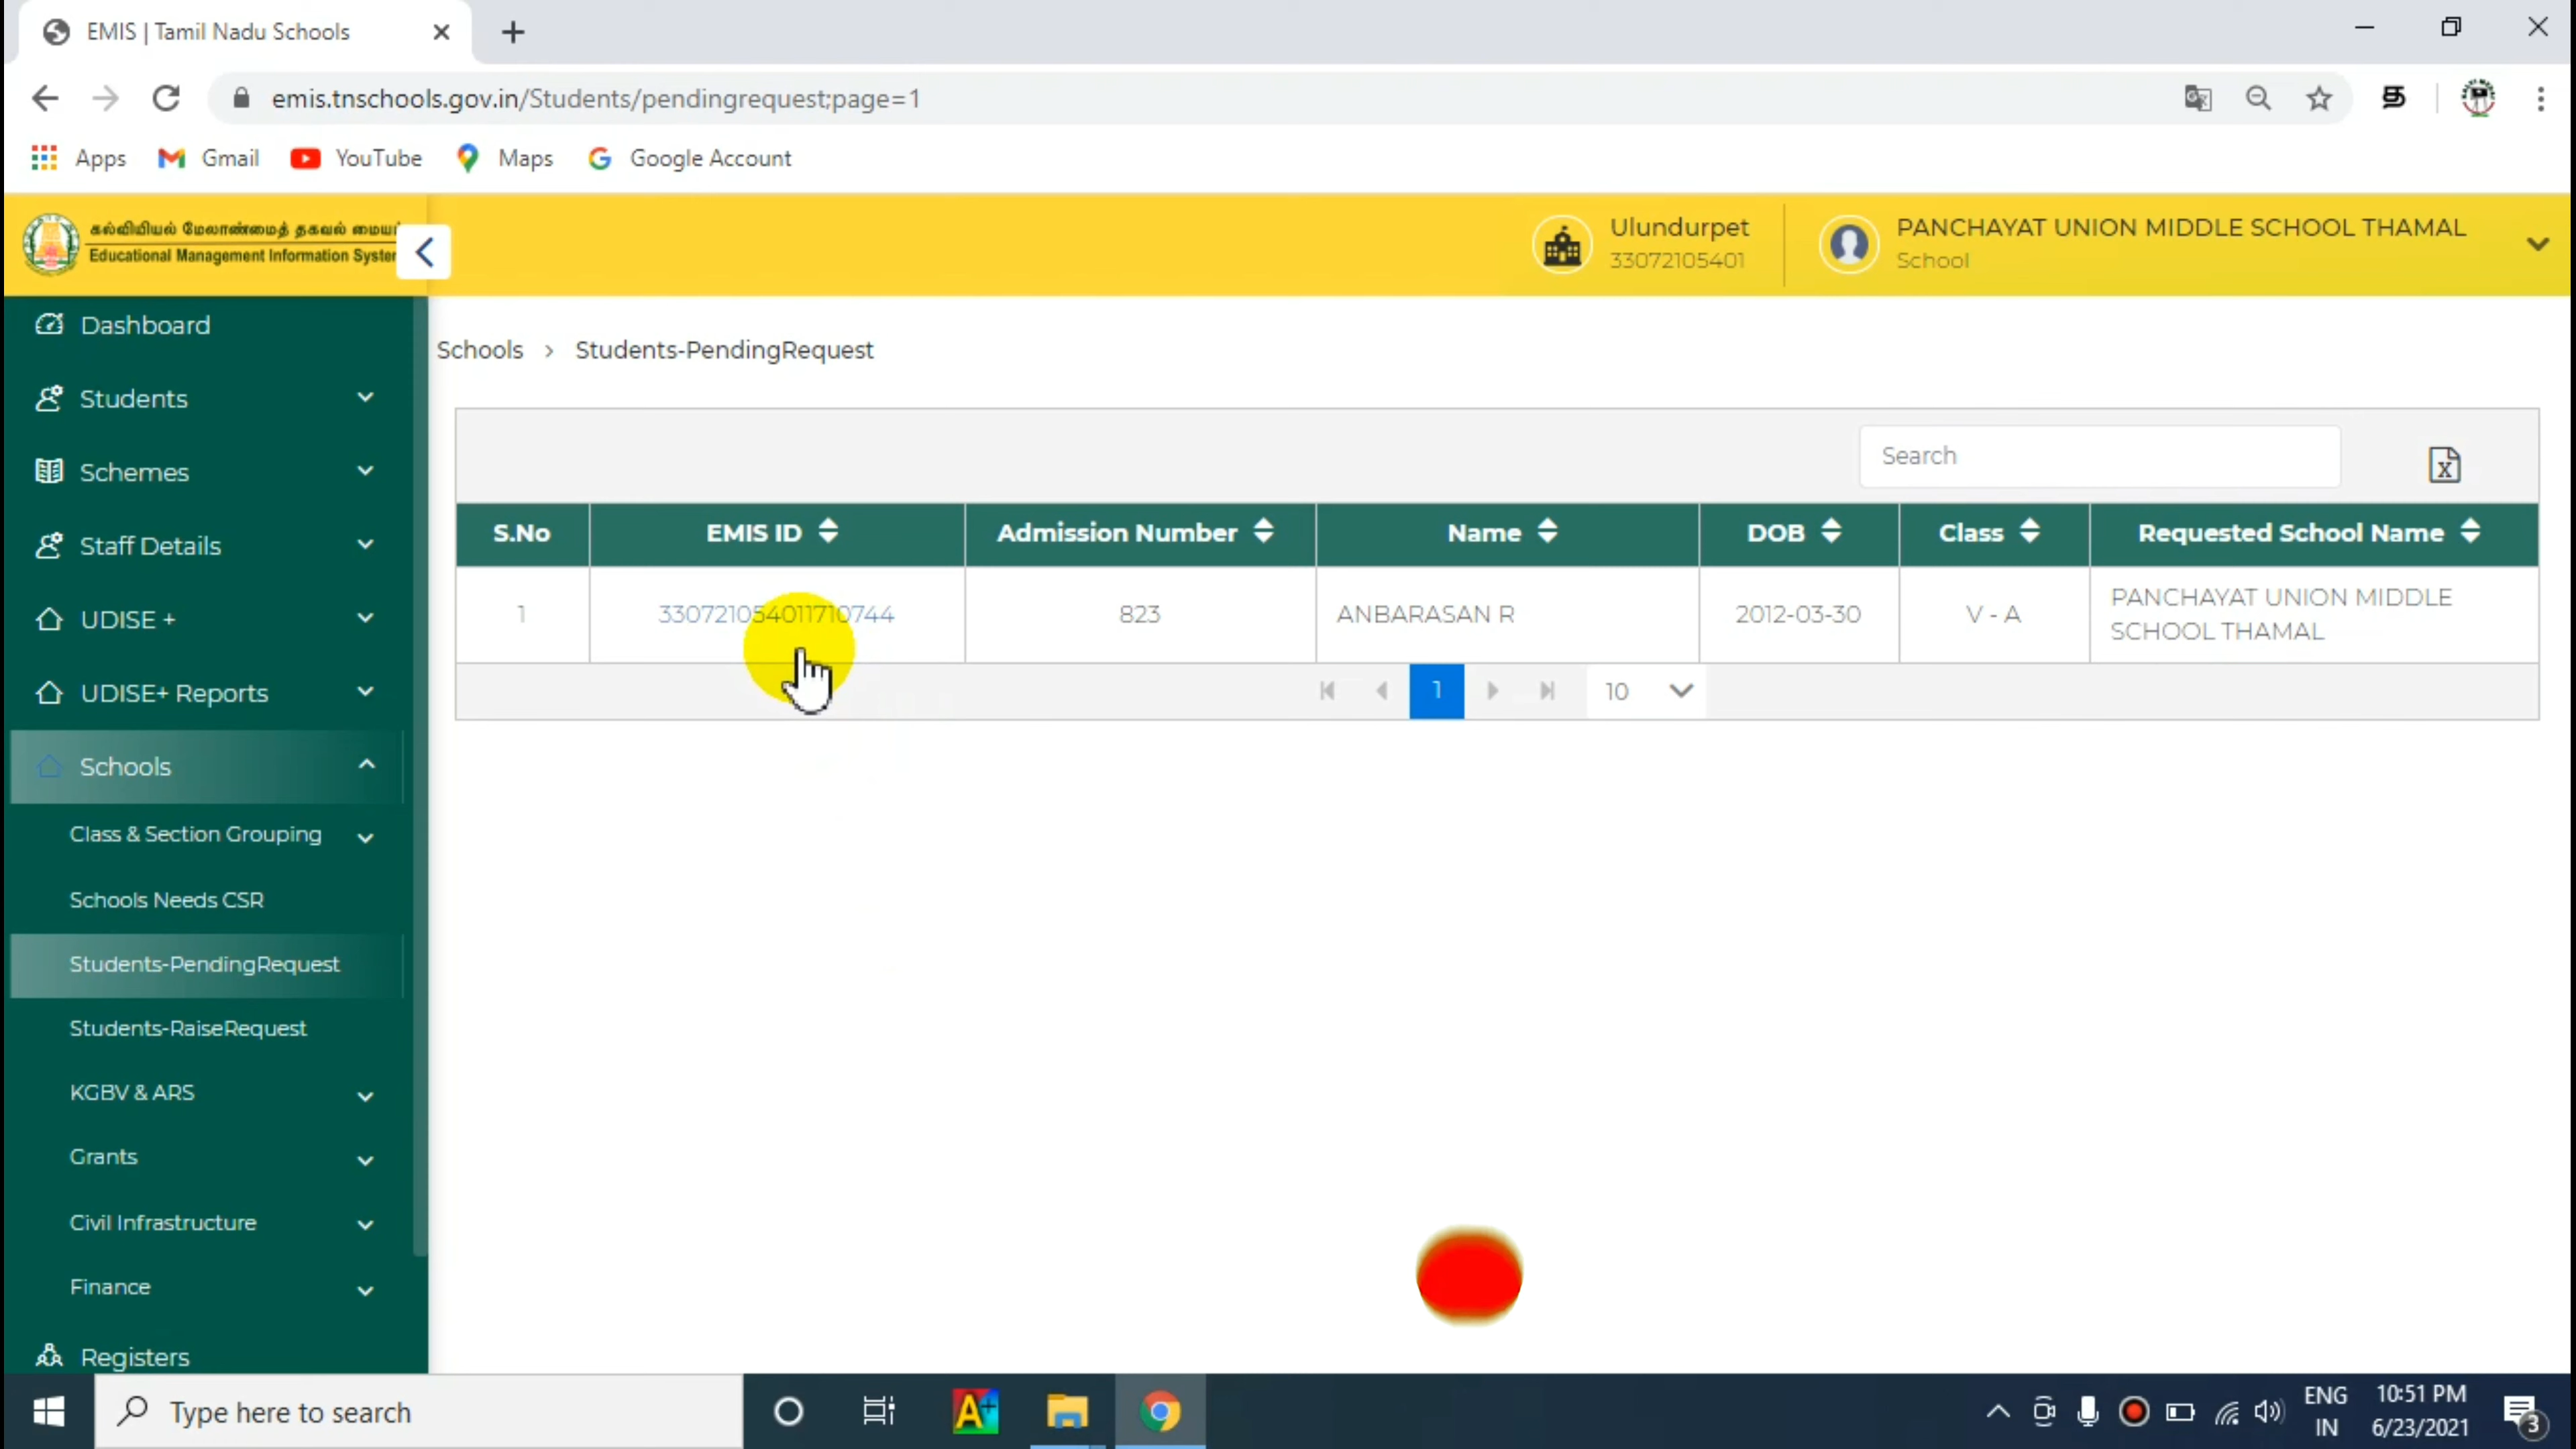 EMIS | Tamil Nadu Schools
emis.tnschools.gov.in/Students/pendingrequest;page=1
த
Apps Gmail YouTube Maps Google Account
கல்வியியல் மேலாண்மைத் தகவல்
Educational Management Information
Ulundurpet
33072105401
PANCHAYAT UNION MIDDLE SCHOOL THAMAL
School
Dashboard
Students
Schemes
Staff Details
UDISE +
UDISE+ Reports
Schools
Class & Section Grouping
Schools Needs CSR
Students-PendingRequest
Students-RaiseRequest
KGBV & ARS
Grants
Civil Infrastructure
Finance
Registers
Schools > Students-PendingRequest
Search
S.No EMIS ID Admission Number Name DOB Class Requested School Name
1 330721054011710744 823 ANBARASAN R 2012-03-30 V - A PANCHAYAT UNION MIDDLE
SCHOOL THAMAL
1 10
Type here to search
A+
ENG
IN
10:51 PM
6/23/2021
3